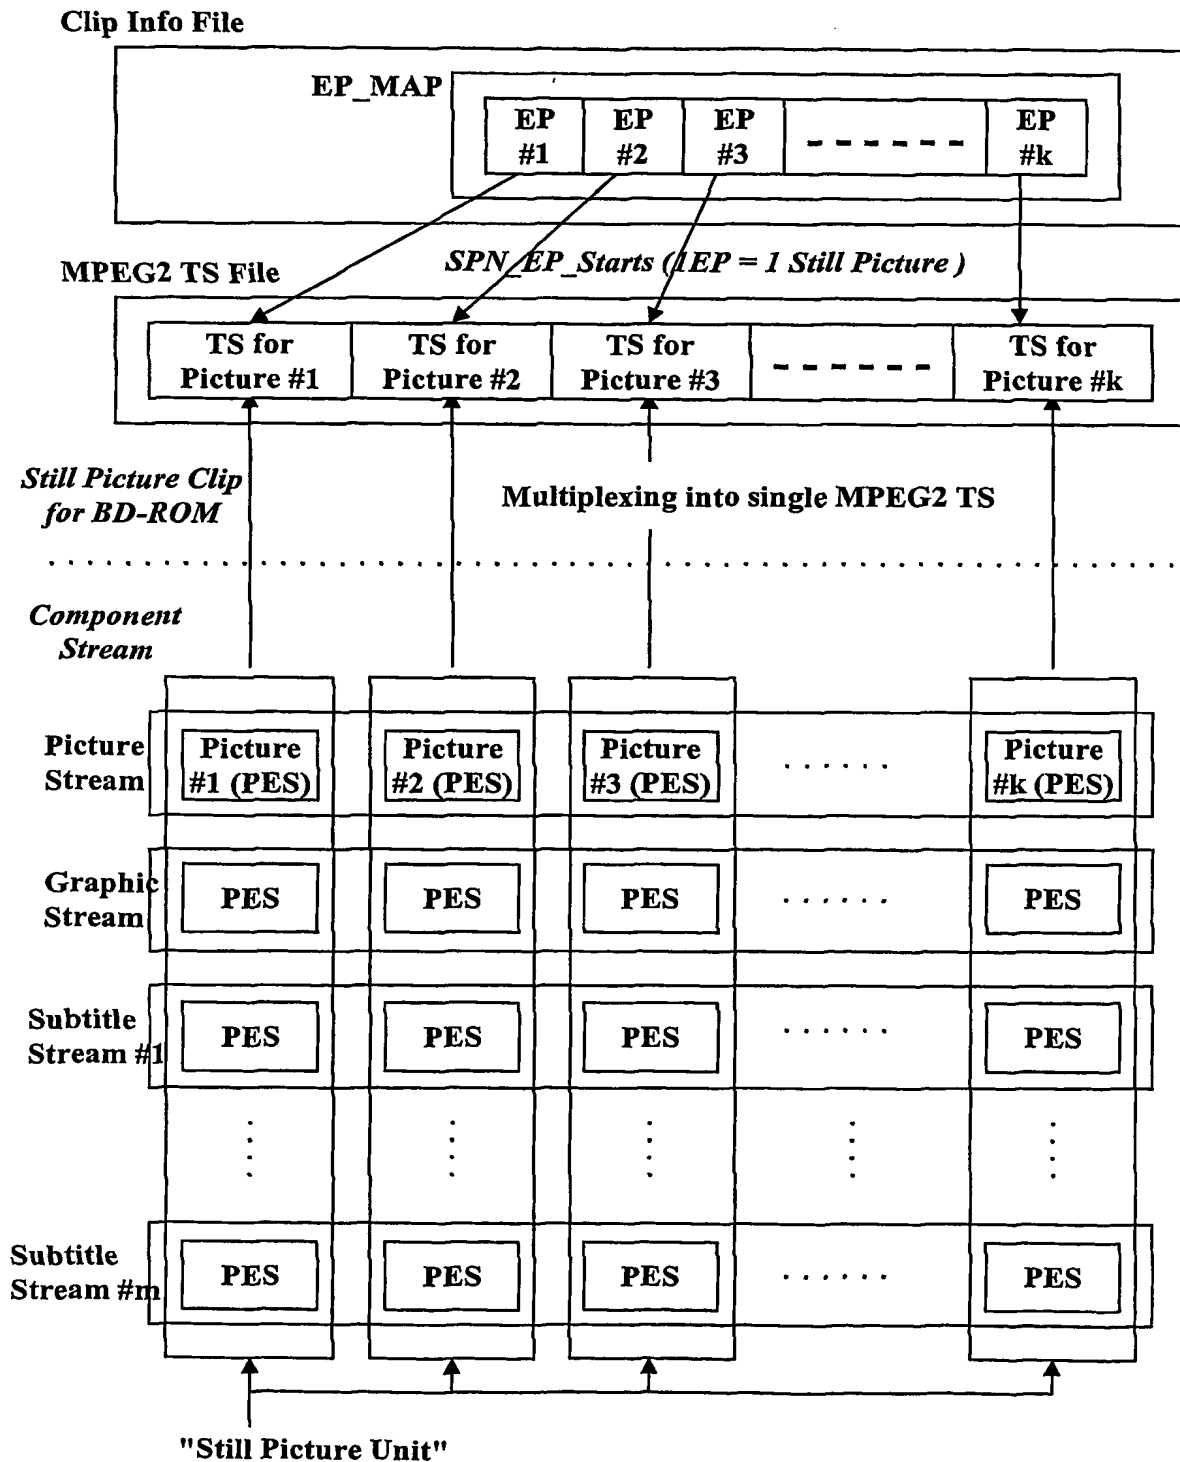 Clip Info File
EP_MAP
EP #1
EP #2
EP #3
EP #k
SPN_EP_Starts (1EP = 1 Still Picture )
MPEG2 TS File
TS for Picture #1
TS for Picture #2
TS for Picture #3
TS for Picture #k
Still Picture Clip
for BD-ROM
Multiplexing into single MPEG2 TS
Component
Stream
Picture
Stream
Picture #1 (PES)
Picture #2 (PES)
Picture #3 (PES)
Picture #k (PES)
Graphic
Stream
PES
PES
PES
PES
Subtitle
Stream #1
PES
PES
PES
PES
Subtitle
Stream #m
PES
PES
PES
PES
"Still Picture Unit"